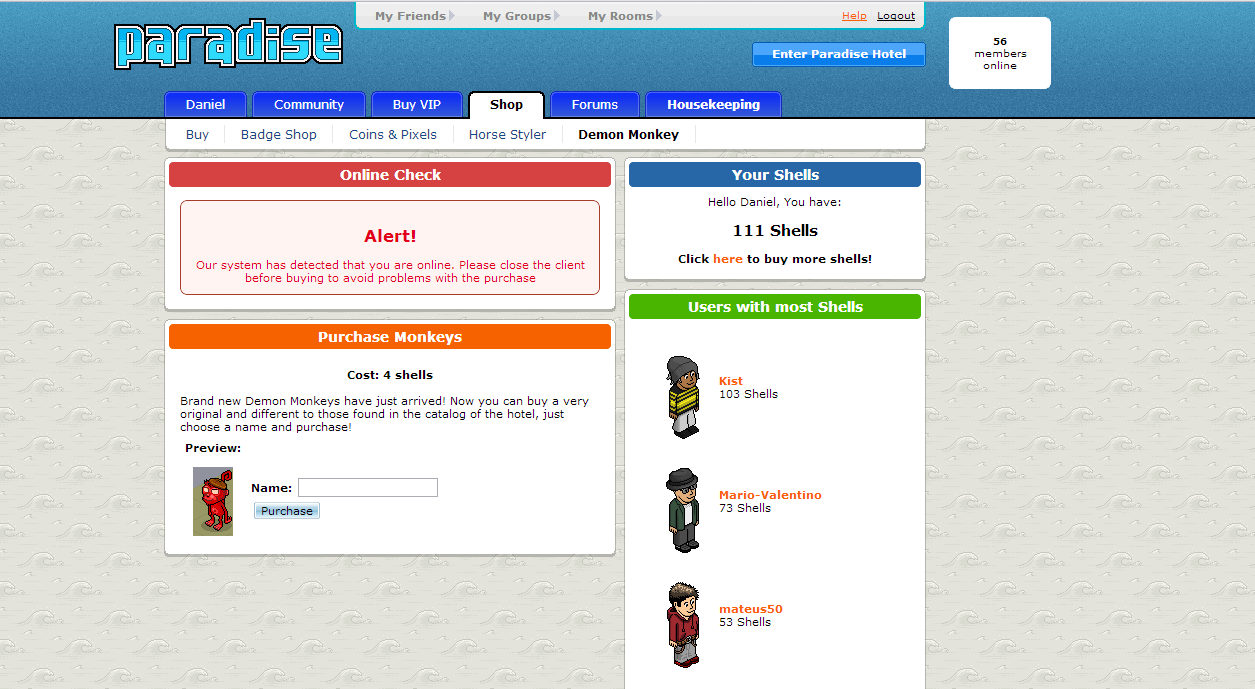 My Friends
My Groups
My Rooms
Help
Logout
paradise
56
members
online
Enter Paradise Hotel
Daniel
Community
Buy VIP
Shop
Forums
Housekeeping
Buy
Badge Shop
Coins & Pixels
Horse Styler
Demon Monkey
Online Check
Alert!
Our system has detected that you are online. Please close the client
before buying to avoid problems with the purchase
Purchase Monkeys
Cost: 4 shells
Brand new Demon Monkeys have just arrived! Now you can buy a very
original and different to those found in the catalog of the hotel, just
choose a name and purchase!
Preview:
Name:
Purchase
Your Shells
Hello Daniel, You have:
111 Shells
Click here to buy more shells!
Users with most Shells
Kist
103 Shells
Mario-Valentino
73 Shells
mateus50
53 Shells